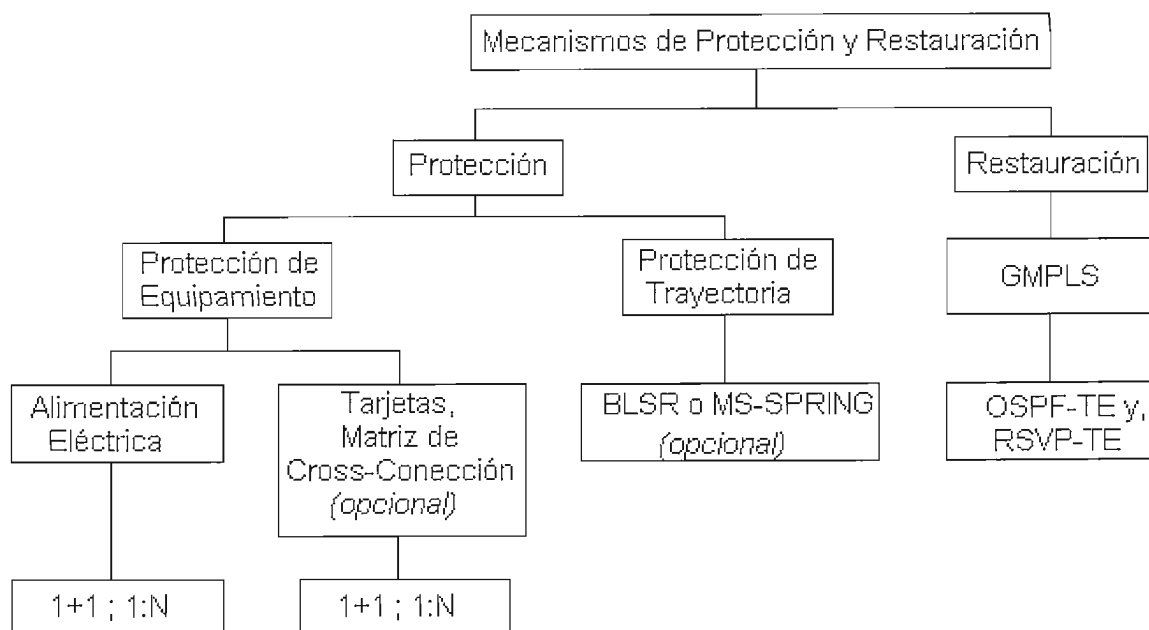 Mecanismos de Protección y Restauración
Protección
Restauración
Protección de
Equipamiento
Protección de
Trayectoria
GMPLS
Alimentación
Eléctrica
Tarjetas,
Matriz de
Cross-Conección
(opcional)
BLSR o MS-SPRING
(opcional)
OSPF-TE y,
RSVP-TE
1+1 ; 1:N
1+1 ; 1:N